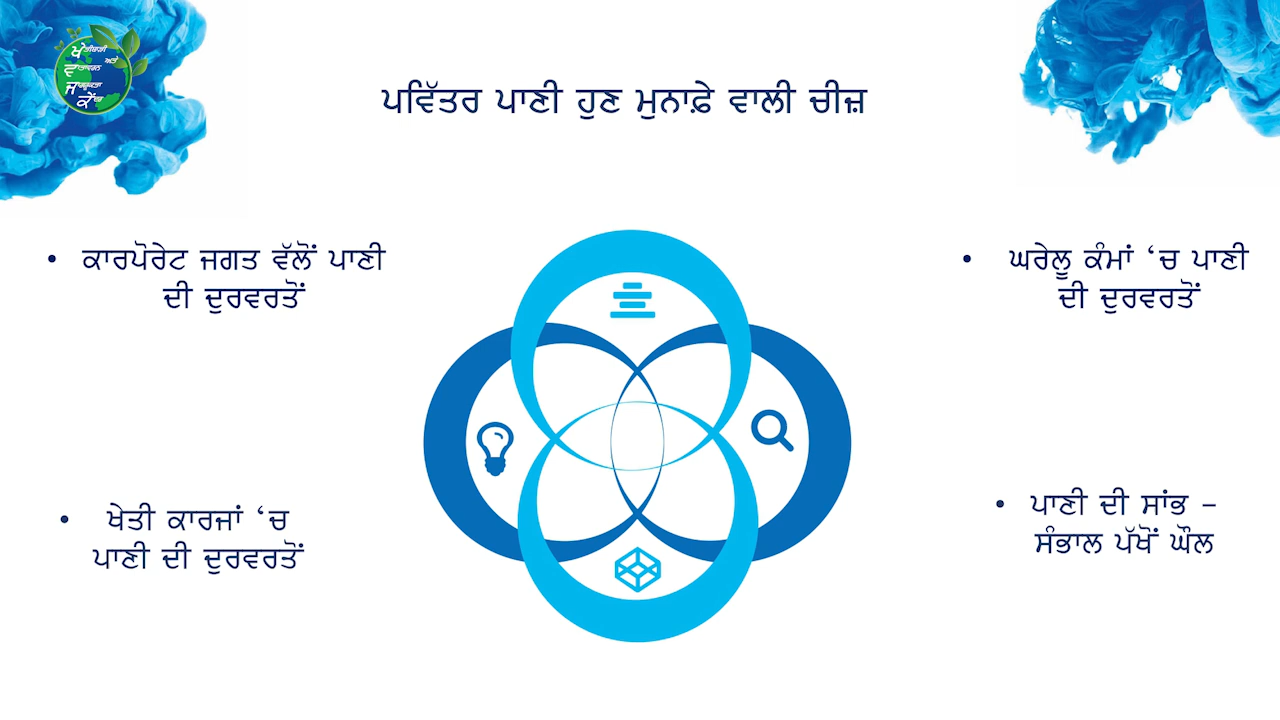 ਪਵਿੱਤਰ ਪਾਣੀ ਹੁਣ ਮੁਨਾਫ਼ੇ ਵਾਲੀ ਚੀਜ਼
• ਕਾਰਪੋਰੇਟ ਜਗਤ ਵੱਲੋਂ ਪਾਣੀ
ਦੀ ਦੁਰਵਰਤੋਂ
• ਘਰੇਲੂ ਕੰਮਾਂ ‘ਚ ਪਾਣੀ
ਦੀ ਦੁਰਵਰਤੋਂ
• ਖੇਤੀ ਕਾਰਜਾਂ ‘ਚ
ਪਾਣੀ ਦੀ ਦੁਰਵਰਤੋਂ
• ਪਾਣੀ ਦੀ ਸਾਂਭ –
ਸੰਭਾਲ ਪੱਖੋਂ ਘੌਲ